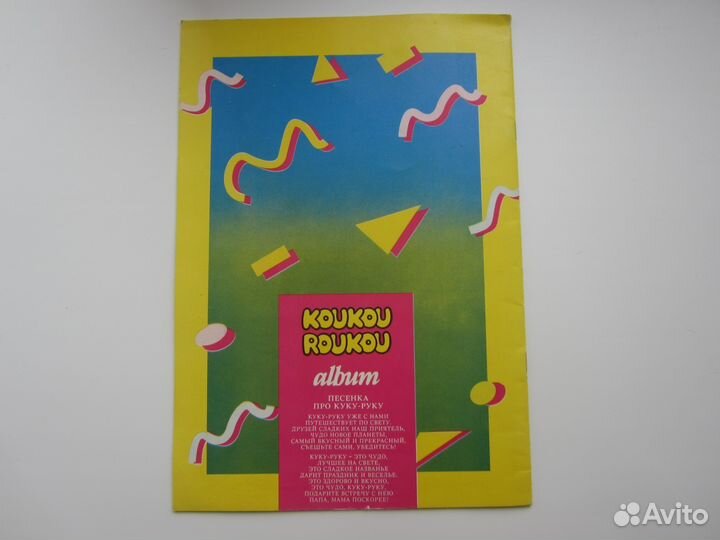 KOUKOU
ROUKOU
album
ПЕСЕНКА
ПРО КУКУ-РУКУ
КУКУ-РУКУ УЖЕ С НАМИ
ПУТЕШЕСТВУЕТ ПО СВЕТУ.
ДРУЗЕЙ СЛАДКИХ НАШ ПРИЯТЕЛЬ,
ЧУДО НОВОЕ ПЛАНЕТЫ,
САМЫЙ ВКУСНЫЙ И ПРЕКРАСНЫЙ,
СЪЕШЬТЕ САМИ, УБЕДИТЕСЬ!
КУКУ-РУКУ - ЭТО ЧУДО,
ЛУЧШЕЕ НА СВЕТЕ,
ЭТО СЛАДКОЕ НАЗВАНЬЕ
ДАРИТ ПРАЗДНИК И ВЕСЕЛЬЕ.
ЭТО ЗДОРОВО И ВКУСНО,
ЭТО ЧУДО, КУКУ-РУКУ,
ПОДАРИТЕ ВСТРЕЧУ С НЕЮ
ПАПА, МАМА ПОСКОРЕЕ!
Avito